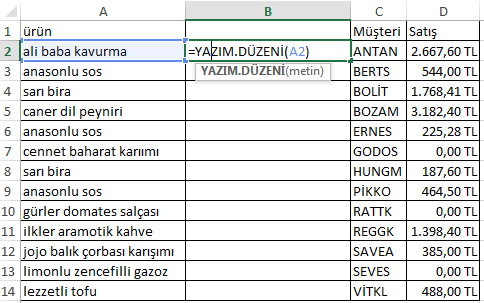 A B C D
1 ürün Müşteri Satış
2 ali baba kavurma =YAZIM.DÜZENİ(A2) ANTAN 2.667,60 TL
YAZIM.DÜZENİ(metin)
3 anasonlu sos BERTS 544,00 TL
4 sarı bira BOLİT 1.768,41 TL
5 caner dil peyniri BOZAM 3.182,40 TL
6 anasonlu sos ERNES 225,28 TL
7 cennet baharat karıımı GODOS 0,00 TL
8 sarı bira HUNGM 187,60 TL
9 anasonlu sos PİKKO 464,50 TL
10 gürler domates salçası RATTK 0,00 TL
11 ilkler aramotik kahve REGGK 1.398,40 TL
12 jojo balık çorbası karışımı SAVEA 385,00 TL
13 limonlu zencefilli gazoz SEVES 0,00 TL
14 lezzetli tofu VİTKL 488,00 TL